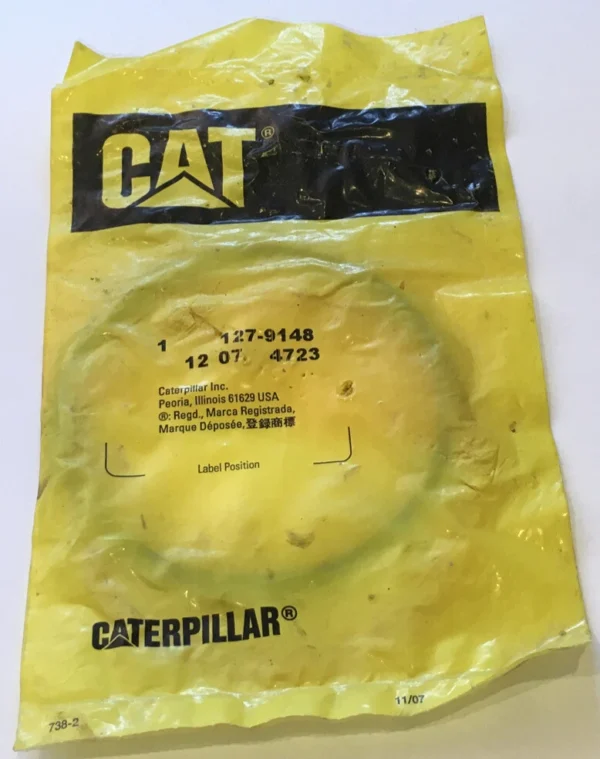 CAT®
1 127-9148
12 07 4723
Caterpillar Inc.
Peoria, Illinois 61629 USA
®: Regd., Marca Registrada,
Marque Déposée, 登録商標
Label Position
CATERPILLAR®
738-2
11/07